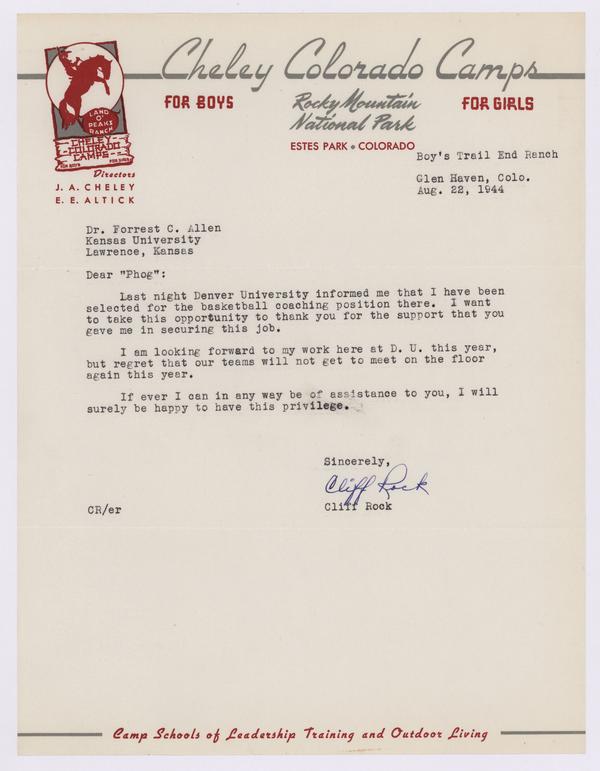 Cheley Colorado Camps
FOR BOYS
Rocky Mountain
National Park
FOR GIRLS
ESTES PARK • COLORADO
LAND
O'
PEAKS
RANCH
CHELEY
COLORADO
CAMPS
FOR BOYS
FOR GIRLS
Directors
J. A. CHELEY
E. E. ALTICK
Boy's Trail End Ranch
Glen Haven, Colo.
Aug. 22, 1944
Dr. Forrest C. Allen
Kansas University
Lawrence, Kansas
Dear "Phog":
Last night Denver University informed me that I have been
selected for the basketball coaching position there. I want
to take this opportunity to thank you for the support that you
gave me in securing this job.
I am looking forward to my work here at D. U. this year,
but regret that our teams will not get to meet on the floor
again this year.
If ever I can in any way be of assistance to you, I will
surely be happy to have this privilege.
Sincerely,
Cliff Rock
CR/er
Cliff Rock
Camp Schools of Leadership Training and Outdoor Living